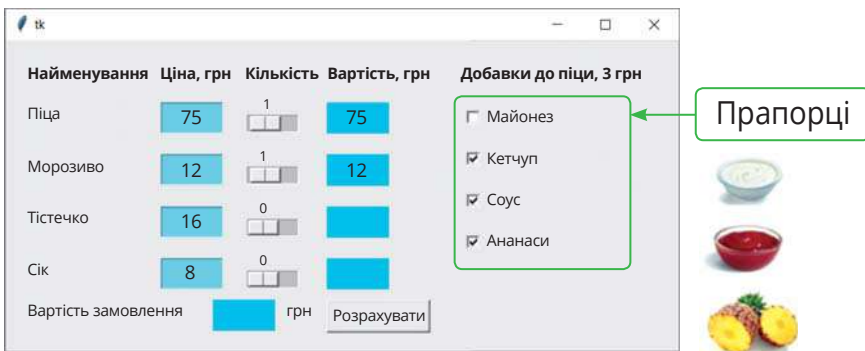 tk
Найменування Ціна, грн Кількість Вартість, грн Добавки до піци, 3 грн
Піца 75 1 75 Майонез
Прапорці
Морозиво 12 1 12 Кетчуп
Тістечко 16 0 Соус
Сік 8 0 Ананаси
Вартість замовлення грн Розрахувати